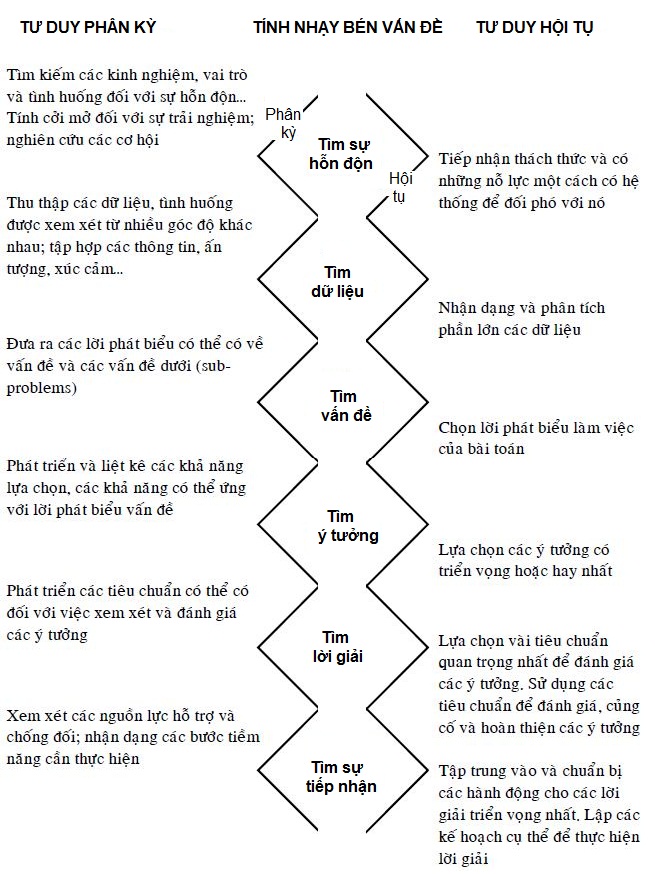 TƯ DUY PHÂN KỲ
TÍNH NHẠY BÉN VẤN ĐỀ
TƯ DUY HỘI TỤ
Tìm kiếm các kinh nghiệm, vai trò
và tình huống đối với sự hỗn độn...
Tính cởi mở đối với sự trải nghiệm;
nghiên cứu các cơ hội
Phân
kỳ
Tìm sự
hỗn độn
Hội
tụ
Tiếp nhận thách thức và có
những nỗ lực một cách có hệ
thống để đối phó với nó
Thu thập các dữ liệu, tình huống
được xem xét từ nhiều góc độ khác
nhau; tập hợp các thông tin, ấn
tượng, xúc cảm...
Tìm
dữ liệu
Nhận dạng và phân tích
phần lớn các dữ liệu
Đưa ra các lời phát biểu có thể có về
vấn đề và các vấn đề dưới (sub-
problems)
Tìm
vấn đề
Chọn lời phát biểu làm việc
của bài toán
Phát triển và liệt kê các khả năng
lựa chọn, các khả năng có thể ứng
với lời phát biểu vấn đề
Tìm
ý tưởng
Lựa chọn các ý tưởng có
triển vọng hoặc hay nhất
Phát triển các tiêu chuẩn có thể có
đối với việc xem xét và đánh giá
các ý tưởng
Tìm
lời giải
Lựa chọn vài tiêu chuẩn
quan trọng nhất để đánh giá
các ý tưởng. Sử dụng các
tiêu chuẩn để đánh giá, củng
cố và hoàn thiện các ý tưởng
Xem xét các nguồn lực hỗ trợ và
chống đối; nhận dạng các bước tiềm
năng cần thực hiện
Tìm sự
tiếp nhận
Tập trung vào và chuẩn bị
các hành động cho các lời
giải triển vọng nhất. Lập các
kế hoạch cụ thể để thực hiện
lời giải